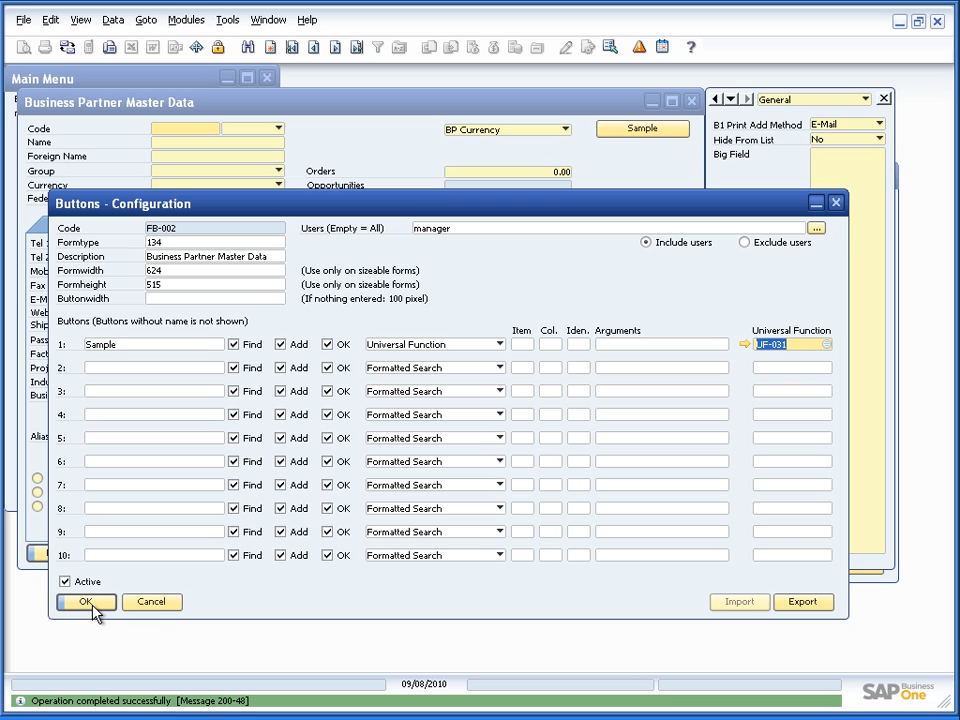 File Edit View Data Goto Modules Tools Window Help
Main Menu
Business Partner Master Data
Code
BP Currency
Sample
Name
Foreign Name
Group
Orders
0.00
Currency
Opportunities
General
B1 Print Add Method E-Mail
Hide From List No
Big Field
Buttons - Configuration
Code FB-002 Users (Empty = All) manager ...
Formtype 134 Include users Exclude users
Description Business Partner Master Data
Formwidth 624 (Use only on sizeable forms)
Formheight 515 (Use only on sizeable forms)
Buttonwidth (If nothing entered: 100 pixel)
Buttons (Buttons without name is not shown)
Item Col. Iden. Arguments Universal Function
1: Sample Find Add OK Universal Function UF-031
2: Find Add OK Formatted Search
3: Find Add OK Formatted Search
4: Find Add OK Formatted Search
5: Find Add OK Formatted Search
6: Find Add OK Formatted Search
7: Find Add OK Formatted Search
8: Find Add OK Formatted Search
9: Find Add OK Formatted Search
10: Find Add OK Formatted Search
Active
OK Cancel Import Export
09/08/2010
Operation completed successfully [Message 200-48]
SAP Business One